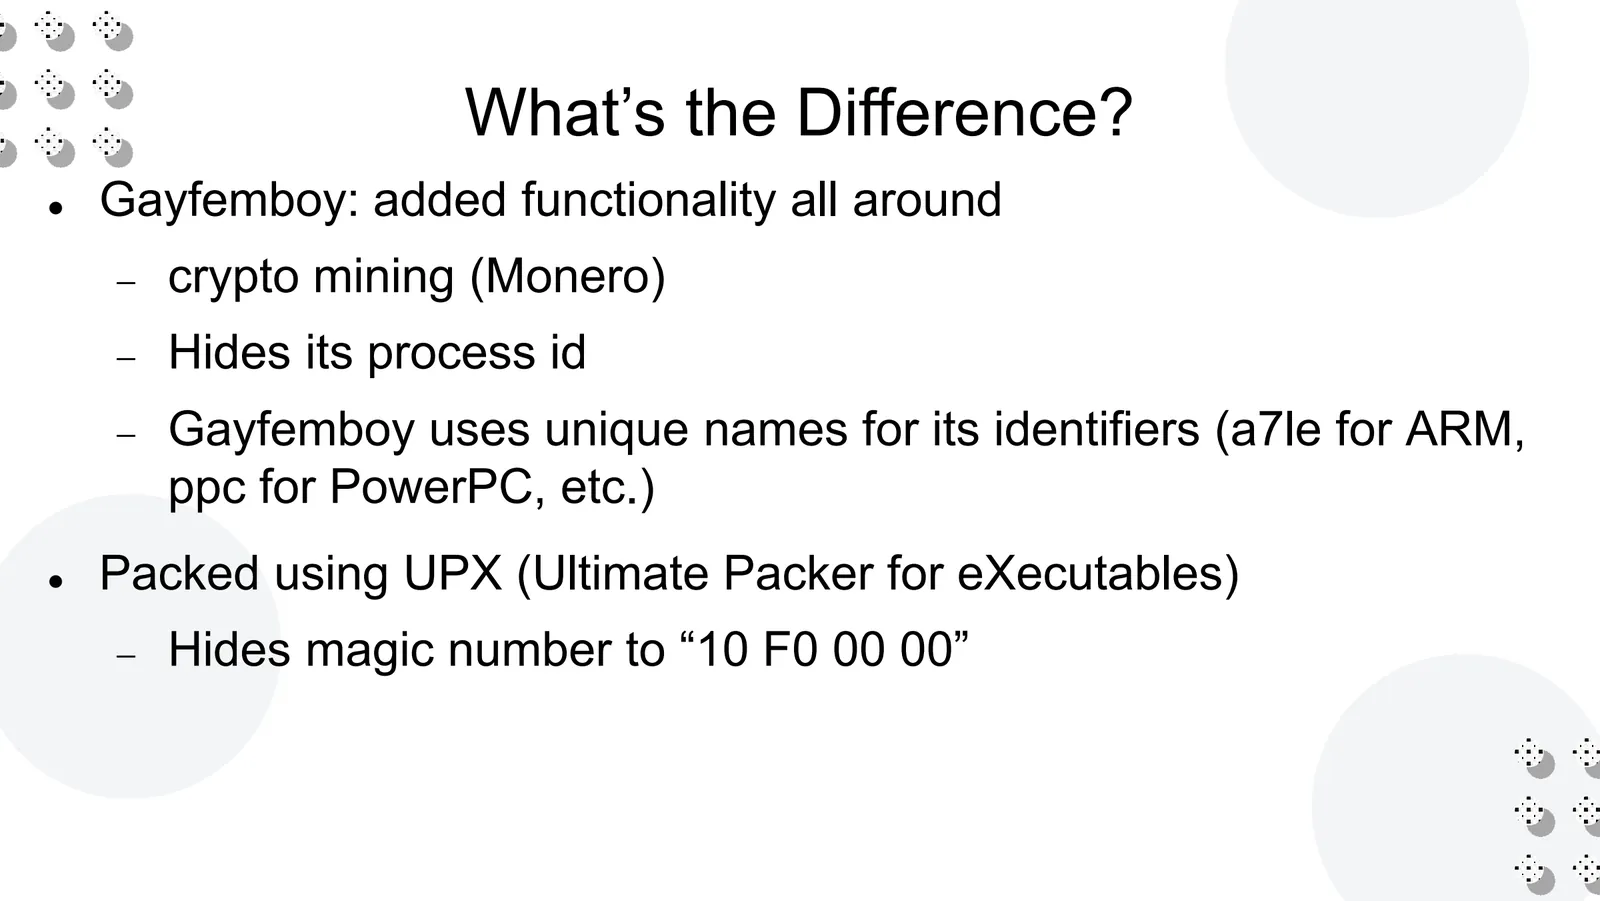 What’s the Difference?
● Gayfemboy: added functionality all around
– crypto mining (Monero)
– Hides its process id
– Gayfemboy uses unique names for its identifiers (a7le for ARM,
ppc for PowerPC, etc.)
● Packed using UPX (Ultimate Packer for eXecutables)
– Hides magic number to “10 F0 00 00”